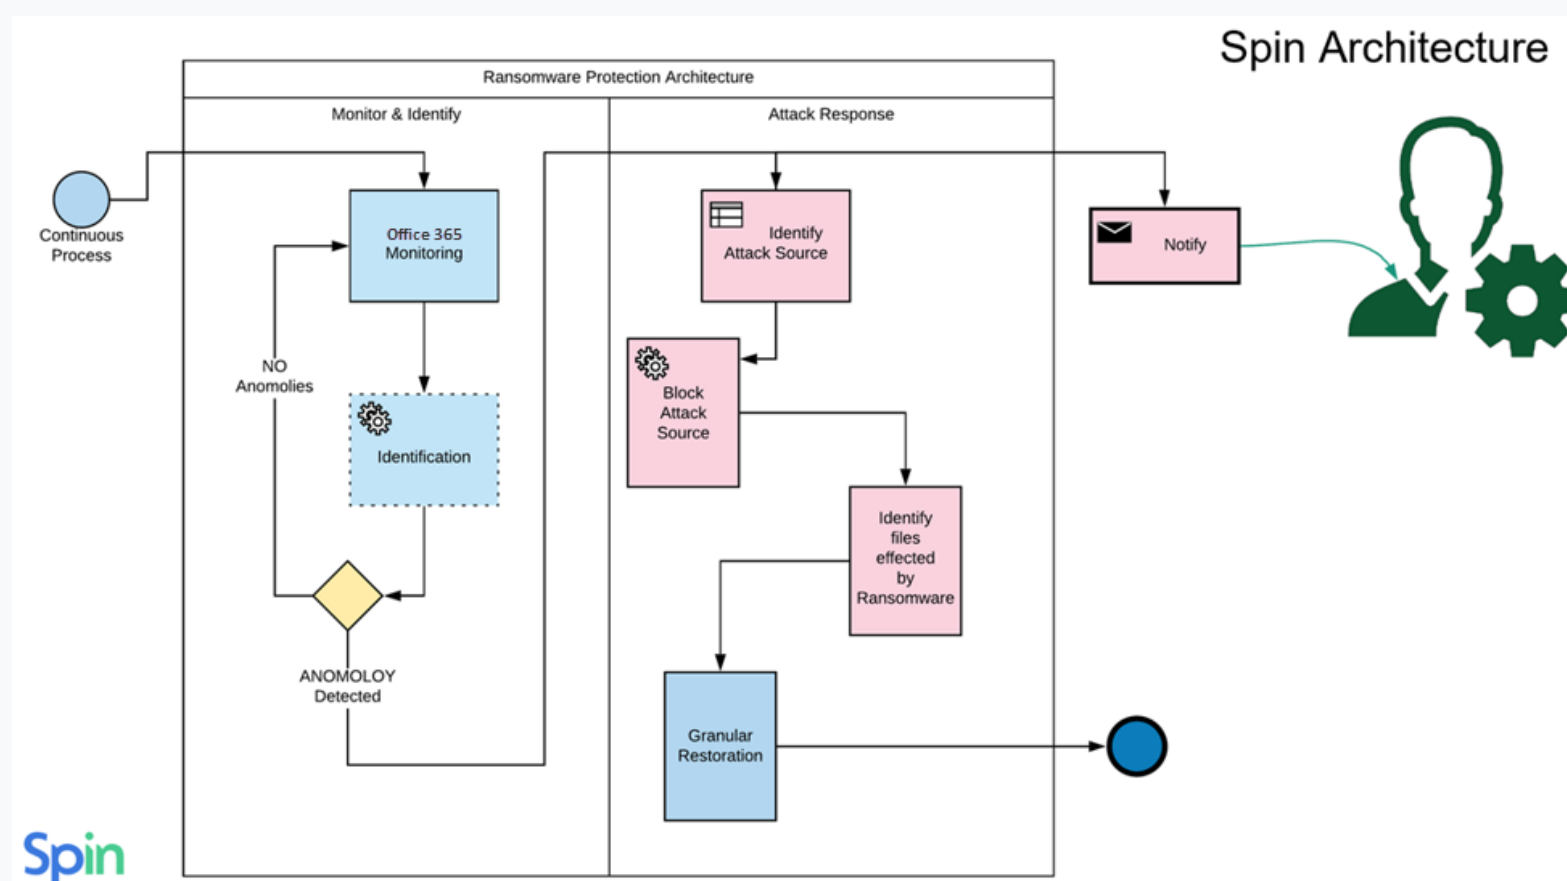 Spin Architecture
Ransomware Protection Architecture
Monitor & Identify
Attack Response
Continuous
Process
Office 365
Monitoring
Identify
Attack Source
Notify
NO
Anomolies
Block
Attack
Source
Identification
Identify
files
effected
by
Ransomware
ANOMOLOY
Detected
Granular
Restoration
Spin